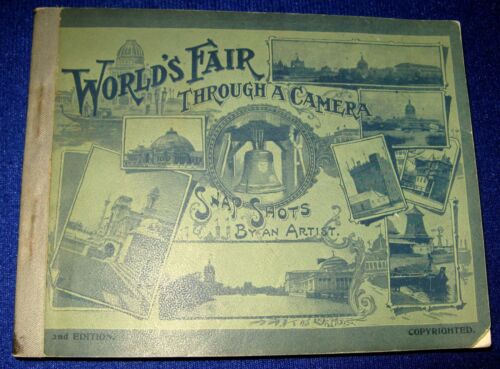 WORLD'S FAIR
THROUGH A CAMERA
SNAP SHOTS
BY AN ARTIST.
2nd EDITION.
COPYRIGHTED.